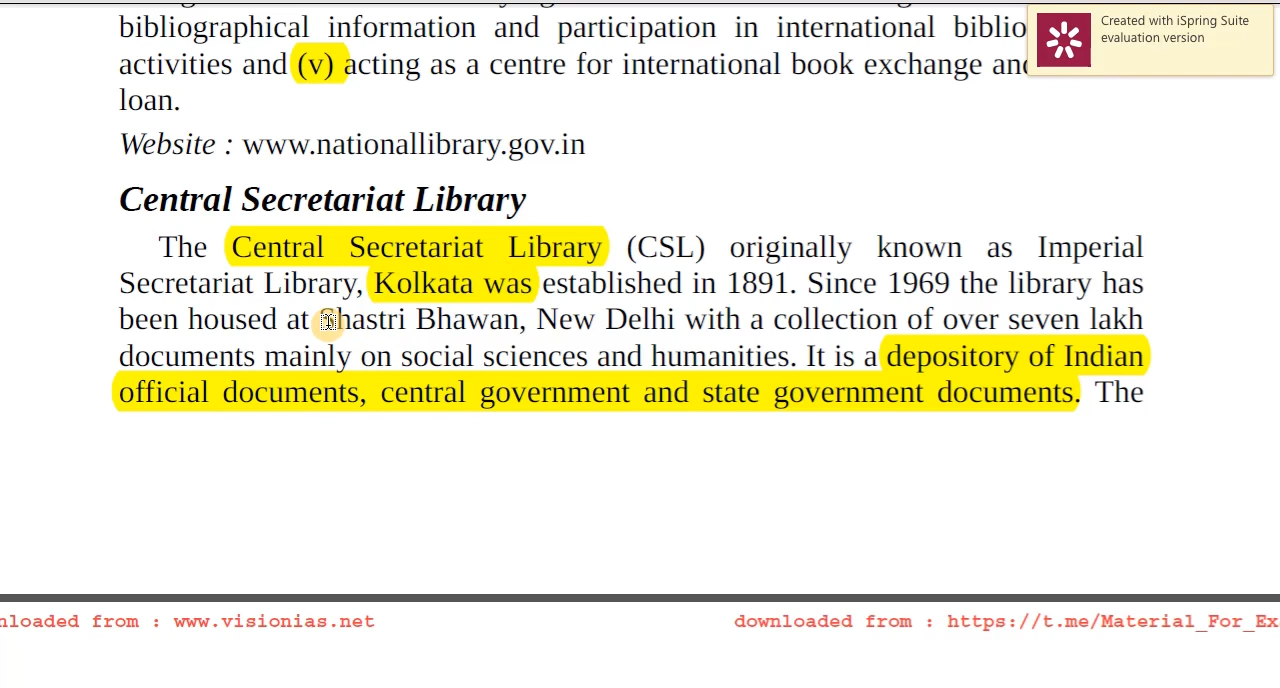 bibliographical information and participation in international biblio
activities and (v) acting as a centre for international book exchange and
loan.
Website : www.nationallibrary.gov.in
Central Secretariat Library
The Central Secretariat Library (CSL) originally known as Imperial
Secretariat Library, Kolkata was established in 1891. Since 1969 the library has
been housed at Shastri Bhawan, New Delhi with a collection of over seven lakh
documents mainly on social sciences and humanities. It is a depository of Indian
official documents, central government and state government documents. The
Created with iSpring Suite
evaluation version
nloaded from : www.visionias.net
downloaded from : https://t.me/Material_For_Ex